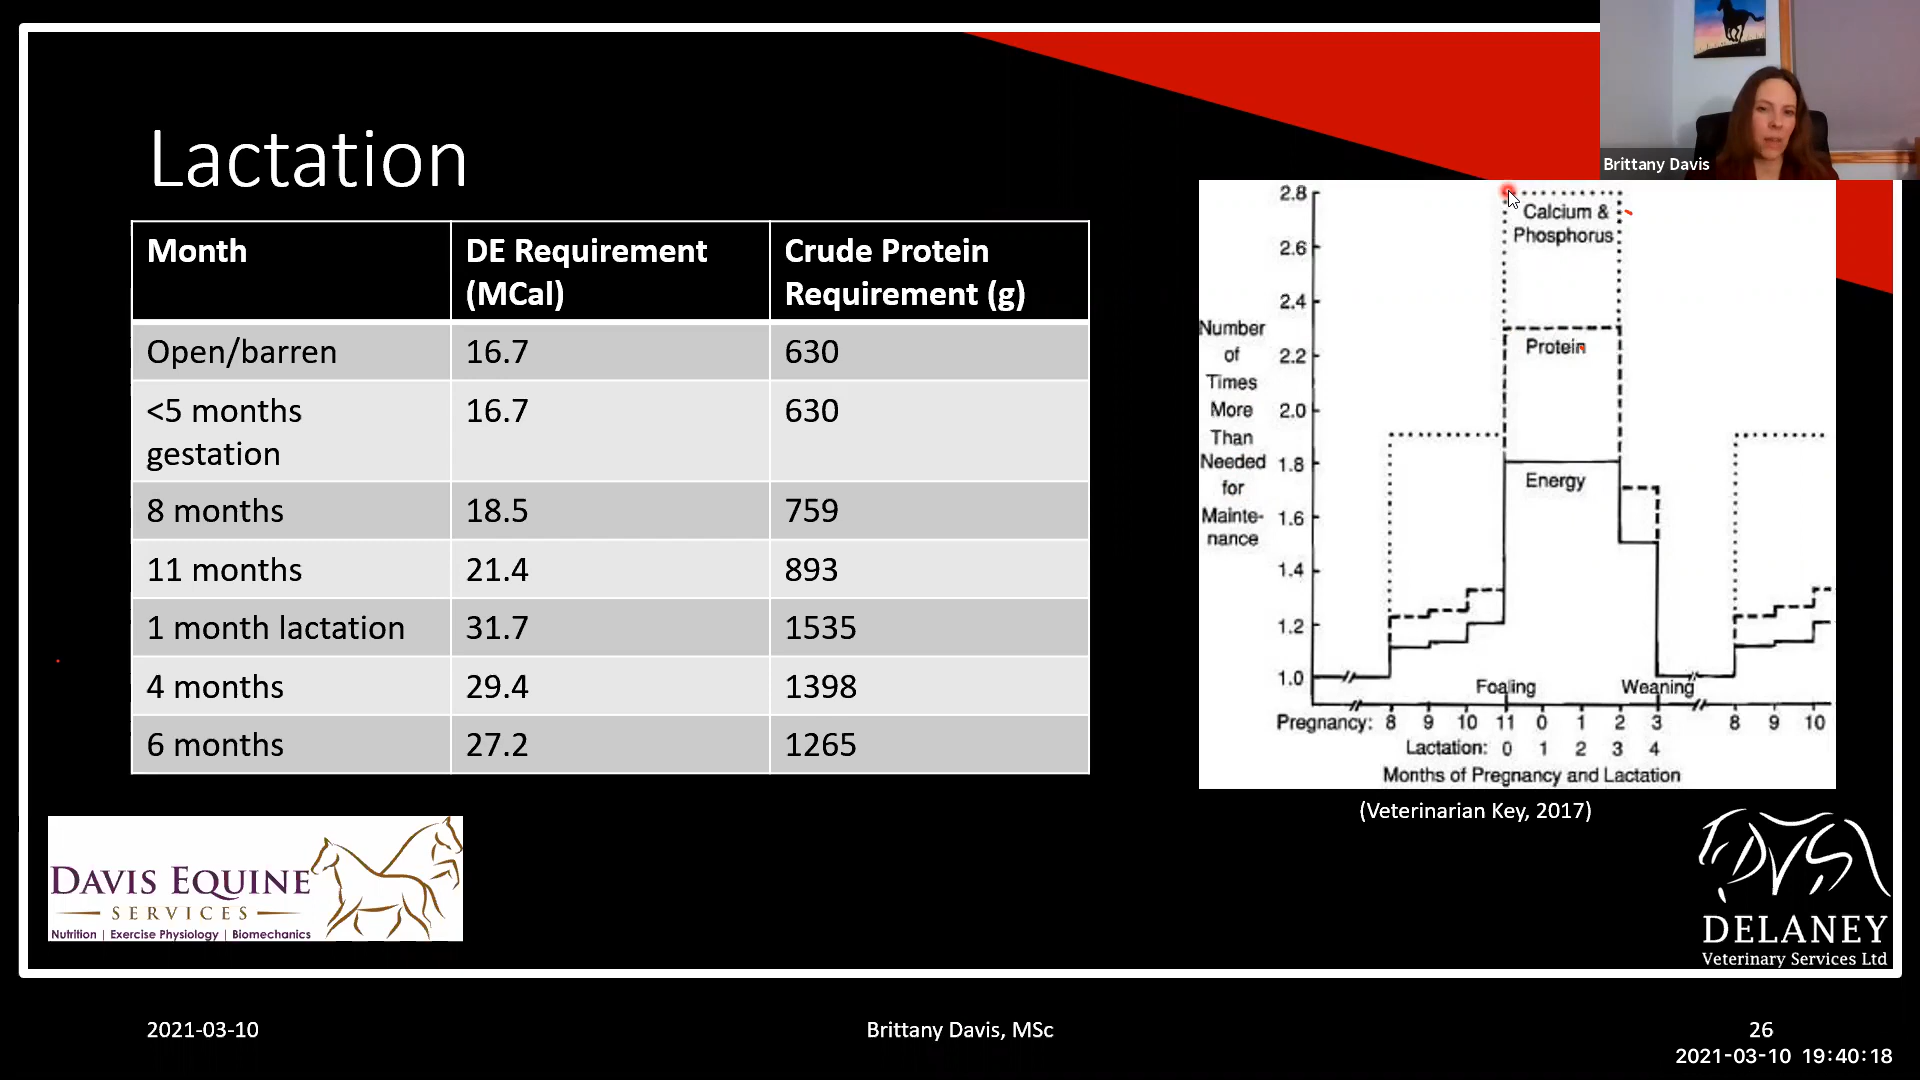 Brittany Davis
Lactation
Month DE Requirement (MCal) Crude Protein Requirement (g)
Open/barren 16.7 630
<5 months gestation 16.7 630
8 months 18.5 759
11 months 21.4 893
1 month lactation 31.7 1535
4 months 29.4 1398
6 months 27.2 1265
Number
of
Times
More
Than
Needed
for
Mainte-
nance
2.8
2.6
2.4
2.2
2.0
1.8
1.6
1.4
1.2
1.0
Calcium &
Phosphorus
Protein
Energy
Foaling Weaning
Pregnancy: 8 9 10 11 0 1 2 3 8 9 10
Lactation: 0 1 2 3 4
Months of Pregnancy and Lactation
(Veterinarian Key, 2017)
DAVIS EQUINE
SERVICES
Nutrition | Exercise Physiology | Biomechanics
DVS
DELANEY
Veterinary Services Ltd
2021-03-10 Brittany Davis, MSc 26
2021-03-10 19:40:18